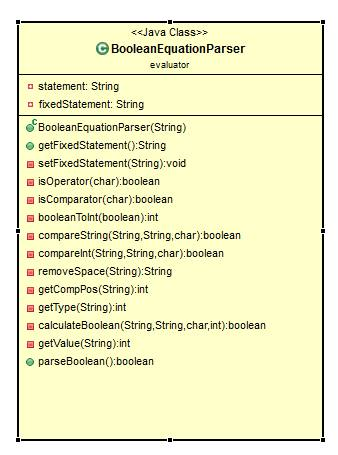 <<Java Class>>
BooleanEquationParser
evaluator
statement: String
fixedStatement: String
BooleanEquationParser(String)
getFixedStatement():String
setFixedStatement(String):void
isOperator(char):boolean
isComparator(char):boolean
booleanToInt(boolean):int
compareString(String,String,char):boolean
compareInt(String,String,char):boolean
removeSpace(String):String
getCompPos(String):int
getType(String):int
calculateBoolean(String,String,char,int):boolean
getValue(String):int
parseBoolean():boolean